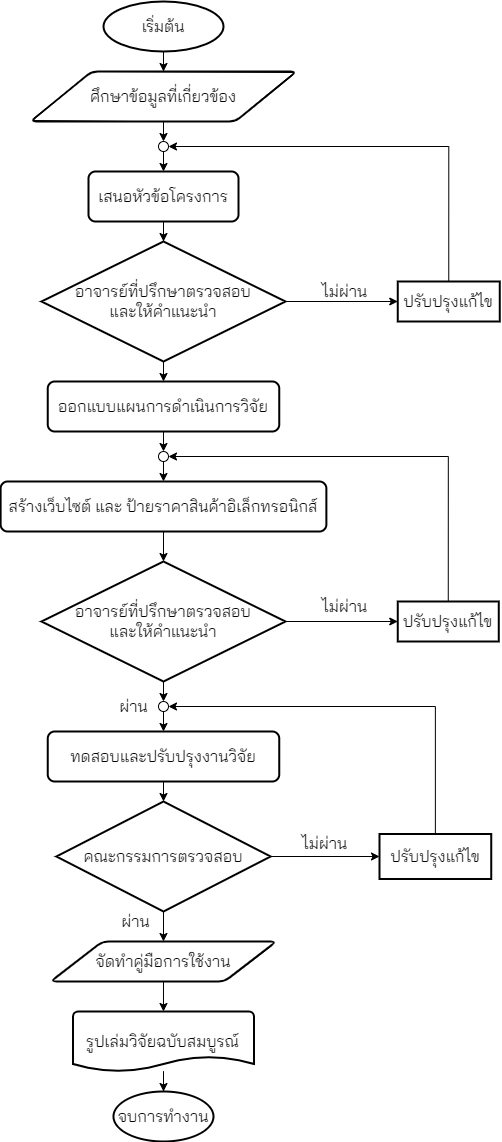 เริ่มต้น
ศึกษาข้อมูลที่เกี่ยวข้อง
เสนอหัวข้อโครงการ
อาจารย์ที่ปรึกษาตรวจสอบ
และให้คำแนะนำ
ไม่ผ่าน
ปรับปรุงแก้ไข
ออกแบบแผนการดำเนินการวิจัย
สร้างเว็บไซต์ และ ป้ายราคาสินค้าอิเล็กทรอนิกส์
อาจารย์ที่ปรึกษาตรวจสอบ
และให้คำแนะนำ
ไม่ผ่าน
ปรับปรุงแก้ไข
ผ่าน
ทดสอบและปรับปรุงงานวิจัย
คณะกรรมการตรวจสอบ
ไม่ผ่าน
ปรับปรุงแก้ไข
ผ่าน
จัดทำคู่มือการใช้งาน
รูปเล่มวิจัยฉบับสมบูรณ์
จบการทำงาน